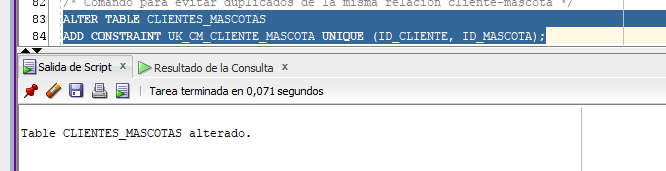 82 /* Comando para evitar duplicados de la misma relación cliente-mascota */
83 ALTER TABLE CLIENTES_MASCOTAS
84 ADD CONSTRAINT UK_CM_CLIENTE_MASCOTA UNIQUE (ID_CLIENTE, ID_MASCOTA);
Salida de Script x Resultado de la Consulta x
Tarea terminada en 0,071 segundos
Table CLIENTES_MASCOTAS alterado.